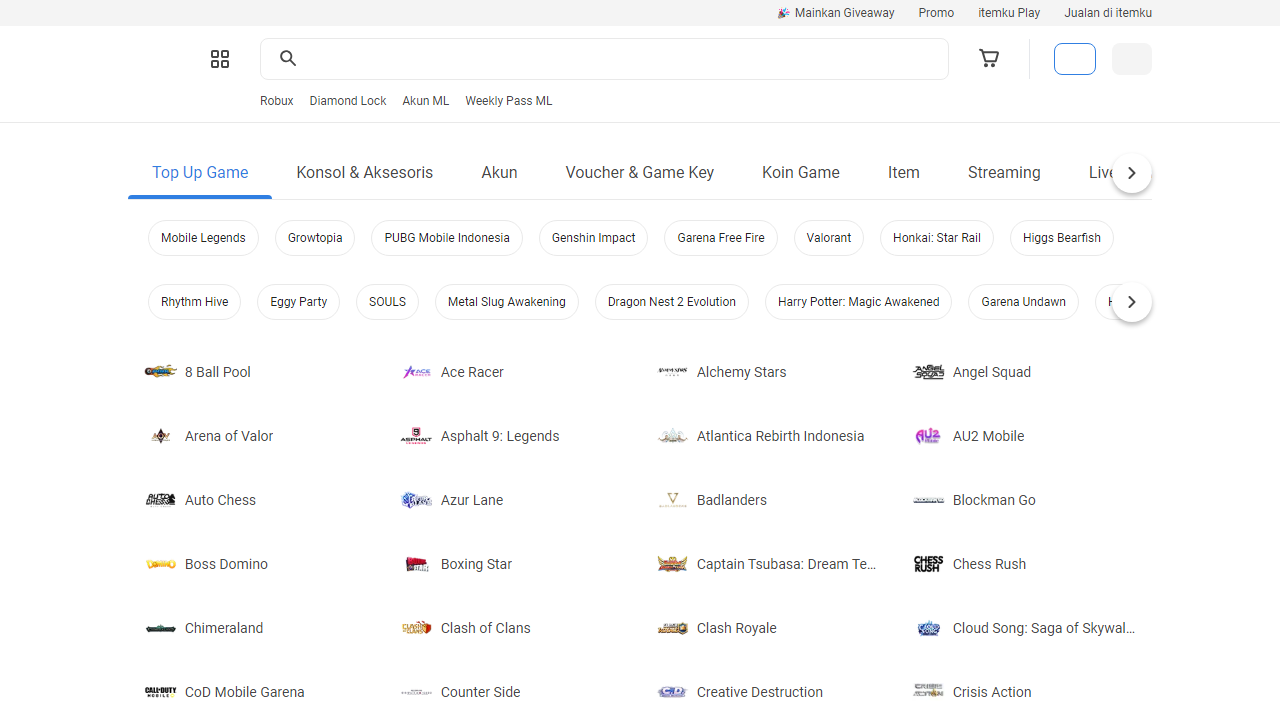 Mainkan Giveaway Promo itemku Play Jualan di itemku
Robux Diamond Lock Akun ML Weekly Pass ML
Top Up Game Konsol & Aksesoris Akun Voucher & Game Key Koin Game Item Streaming Live
Mobile Legends Growtopia PUBG Mobile Indonesia Genshin Impact Garena Free Fire Valorant Honkai: Star Rail Higgs Bearfish
Rhythm Hive Eggy Party SOULS Metal Slug Awakening Dragon Nest 2 Evolution Harry Potter: Magic Awakened Garena Undawn
8 Ball Pool Ace Racer Alchemy Stars Angel Squad
Arena of Valor Asphalt 9: Legends Atlantica Rebirth Indonesia AU2 Mobile
Auto Chess Azur Lane Badlanders Blockman Go
Boss Domino Boxing Star Captain Tsubasa: Dream Te... Chess Rush
Chimeraland Clash of Clans Clash Royale Cloud Song: Saga of Skywal...
CoD Mobile Garena Counter Side Creative Destruction Crisis Action